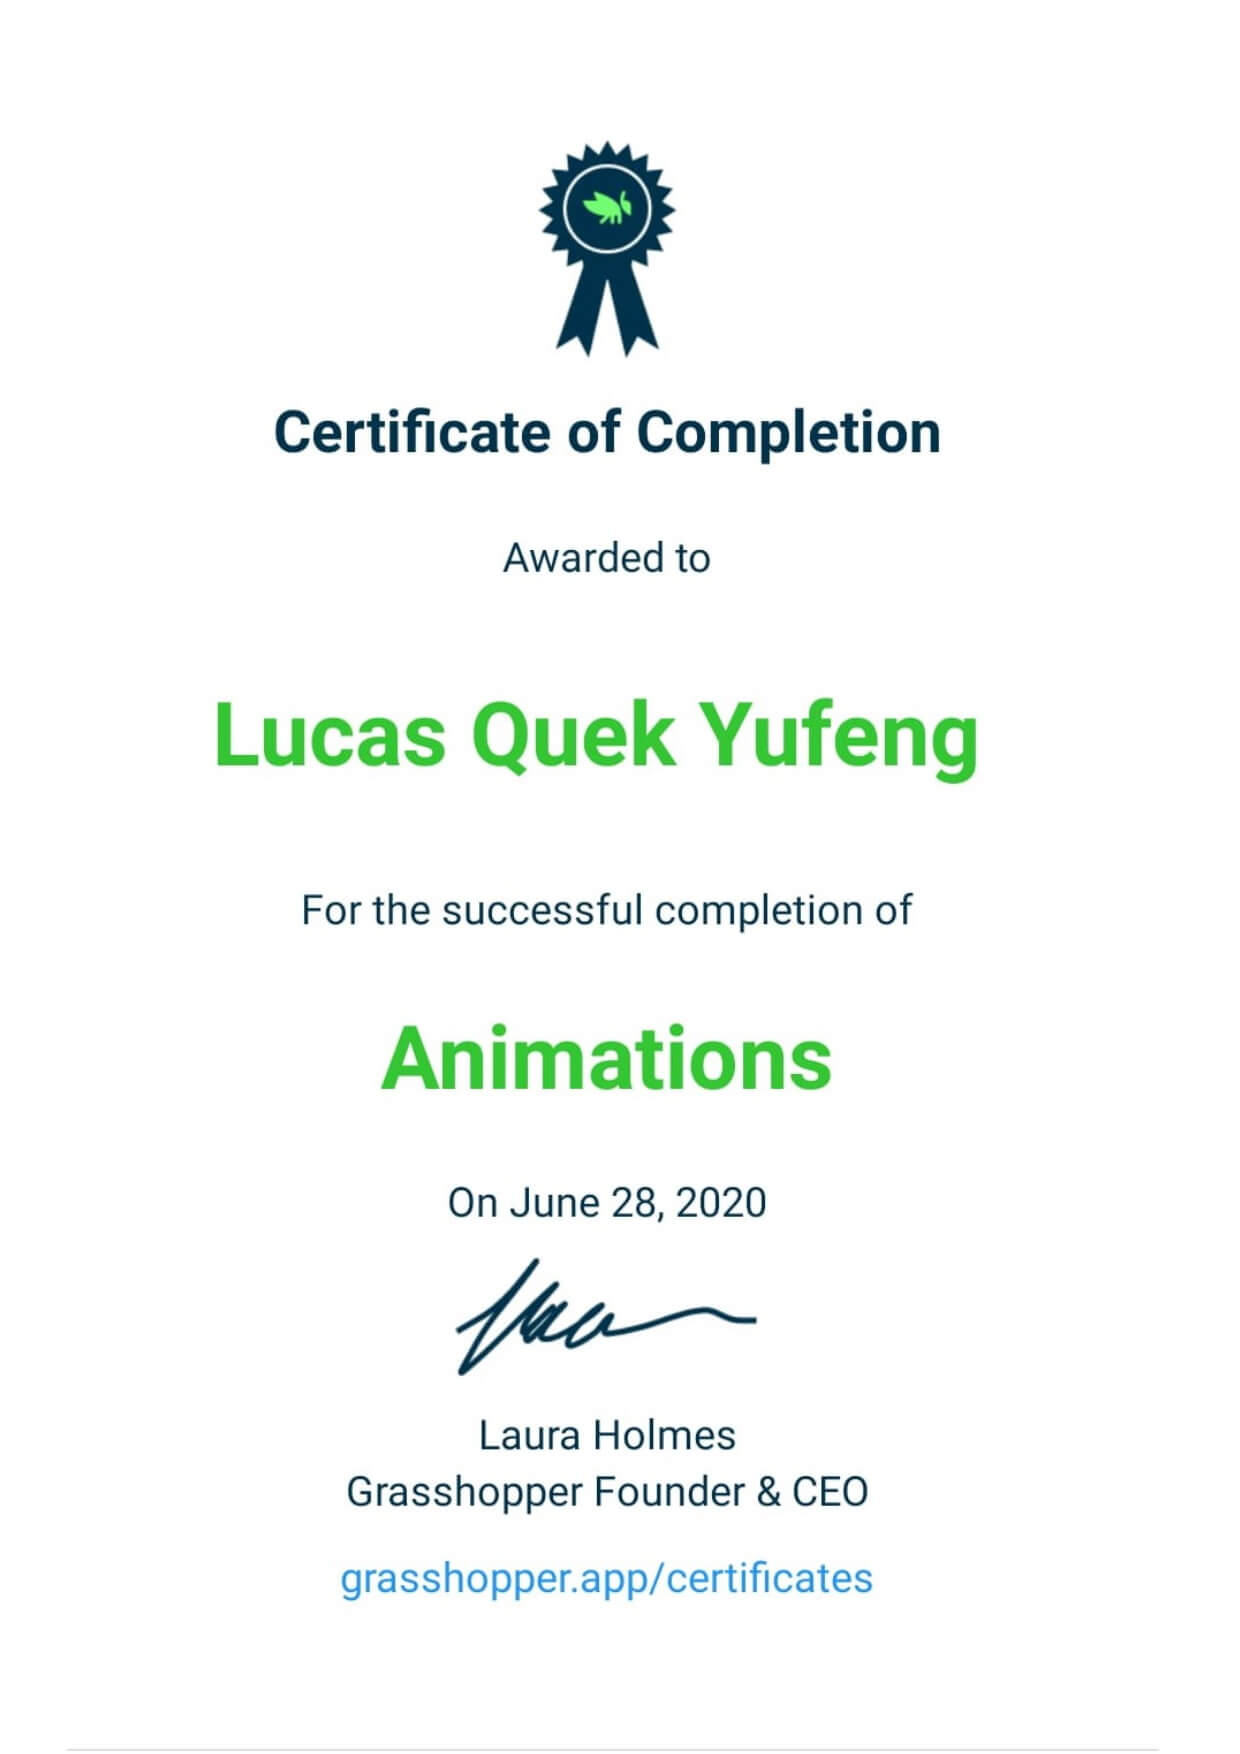 Certificate of Completion
Awarded to
Lucas Quek Yufeng
For the successful completion of
Animations
On June 28, 2020
Laura Holmes
Grasshopper Founder & CEO
grasshopper.app/certificates